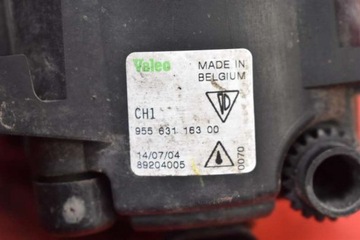 Valeo
MADE IN
BELGIUM
CH1
955 631 163 00
14/07/04
89204005
0070